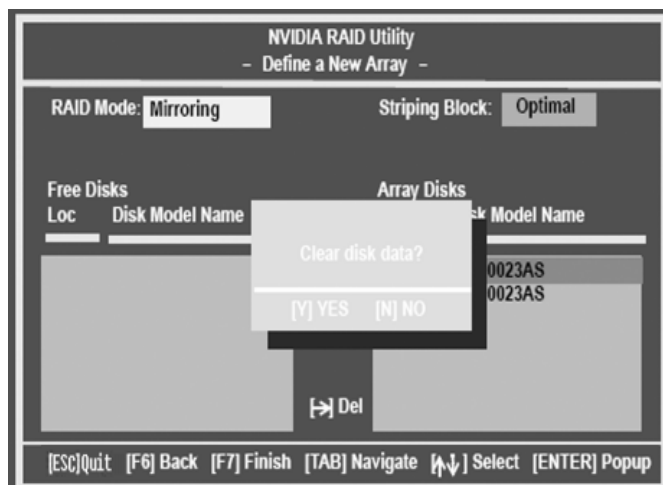 NVIDIA RAID Utility
- Define a New Array -
RAID Mode: Mirroring Striping Block: Optimal
Free Disks Array Disks
Loc Disk Model Name Model Name
Clear disk data?
0023AS
0023AS
[Y] YES [N] NO
[→] Del
[ESC]Quit [F6] Back [F7] Finish [TAB] Navigate [↑↓] Select [ENTER] Popup